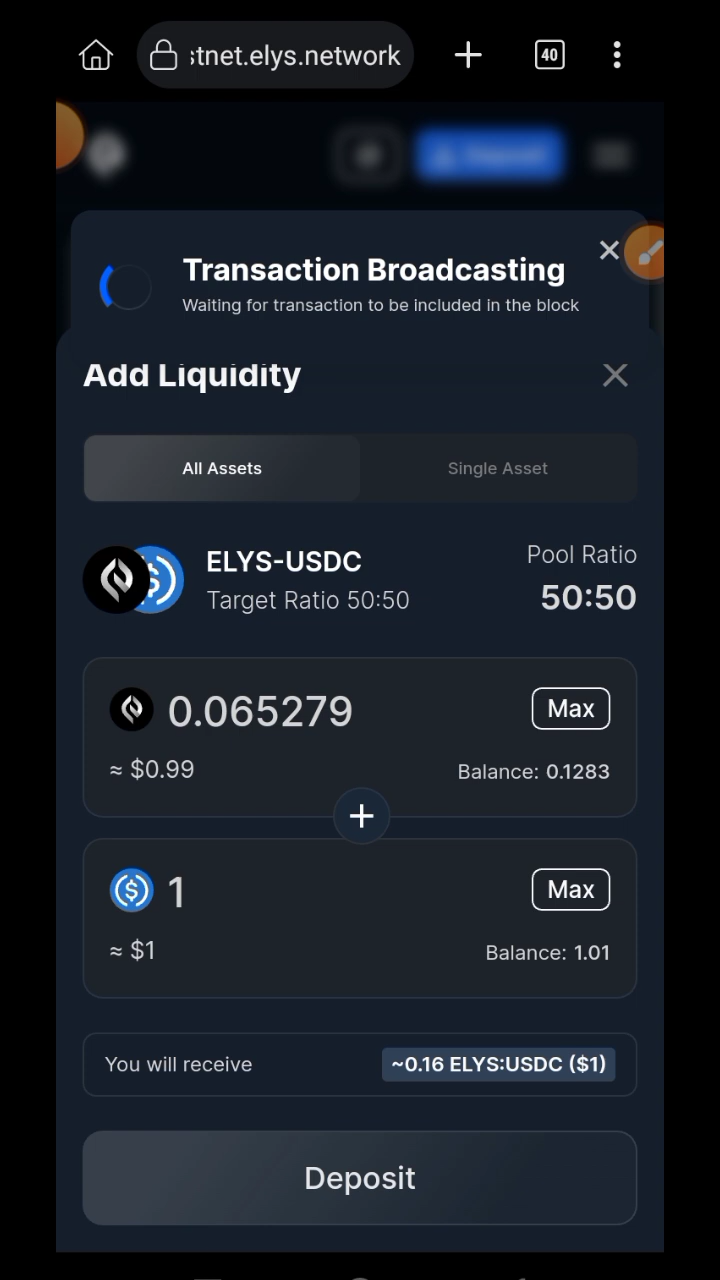 stnet.elys.network
40
Transaction Broadcasting
Waiting for transaction to be included in the block
Add Liquidity
All Assets
Single Asset
ELYS-USDC
Target Ratio 50:50
Pool Ratio
50:50
0.065279
Max
≈ $0.99
Balance: 0.1283
+
1
Max
≈ $1
Balance: 1.01
You will receive
~0.16 ELYS:USDC ($1)
Deposit